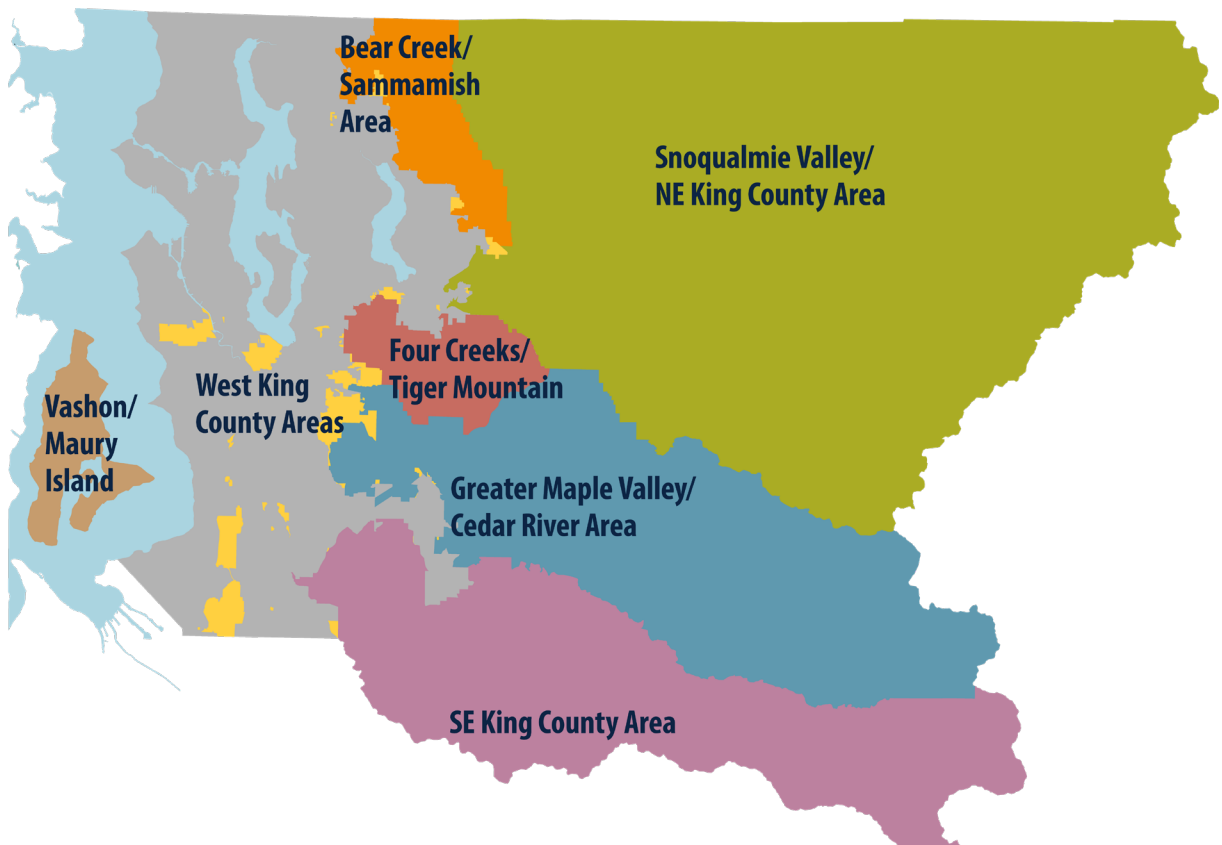 Bear Creek/
Sammamish
Area
Snoqualmie Valley/
NE King County Area
Four Creeks/
Tiger Mountain
West King
County Areas
Vashon/
Maury
Island
Greater Maple Valley/
Cedar River Area
SE King County Area